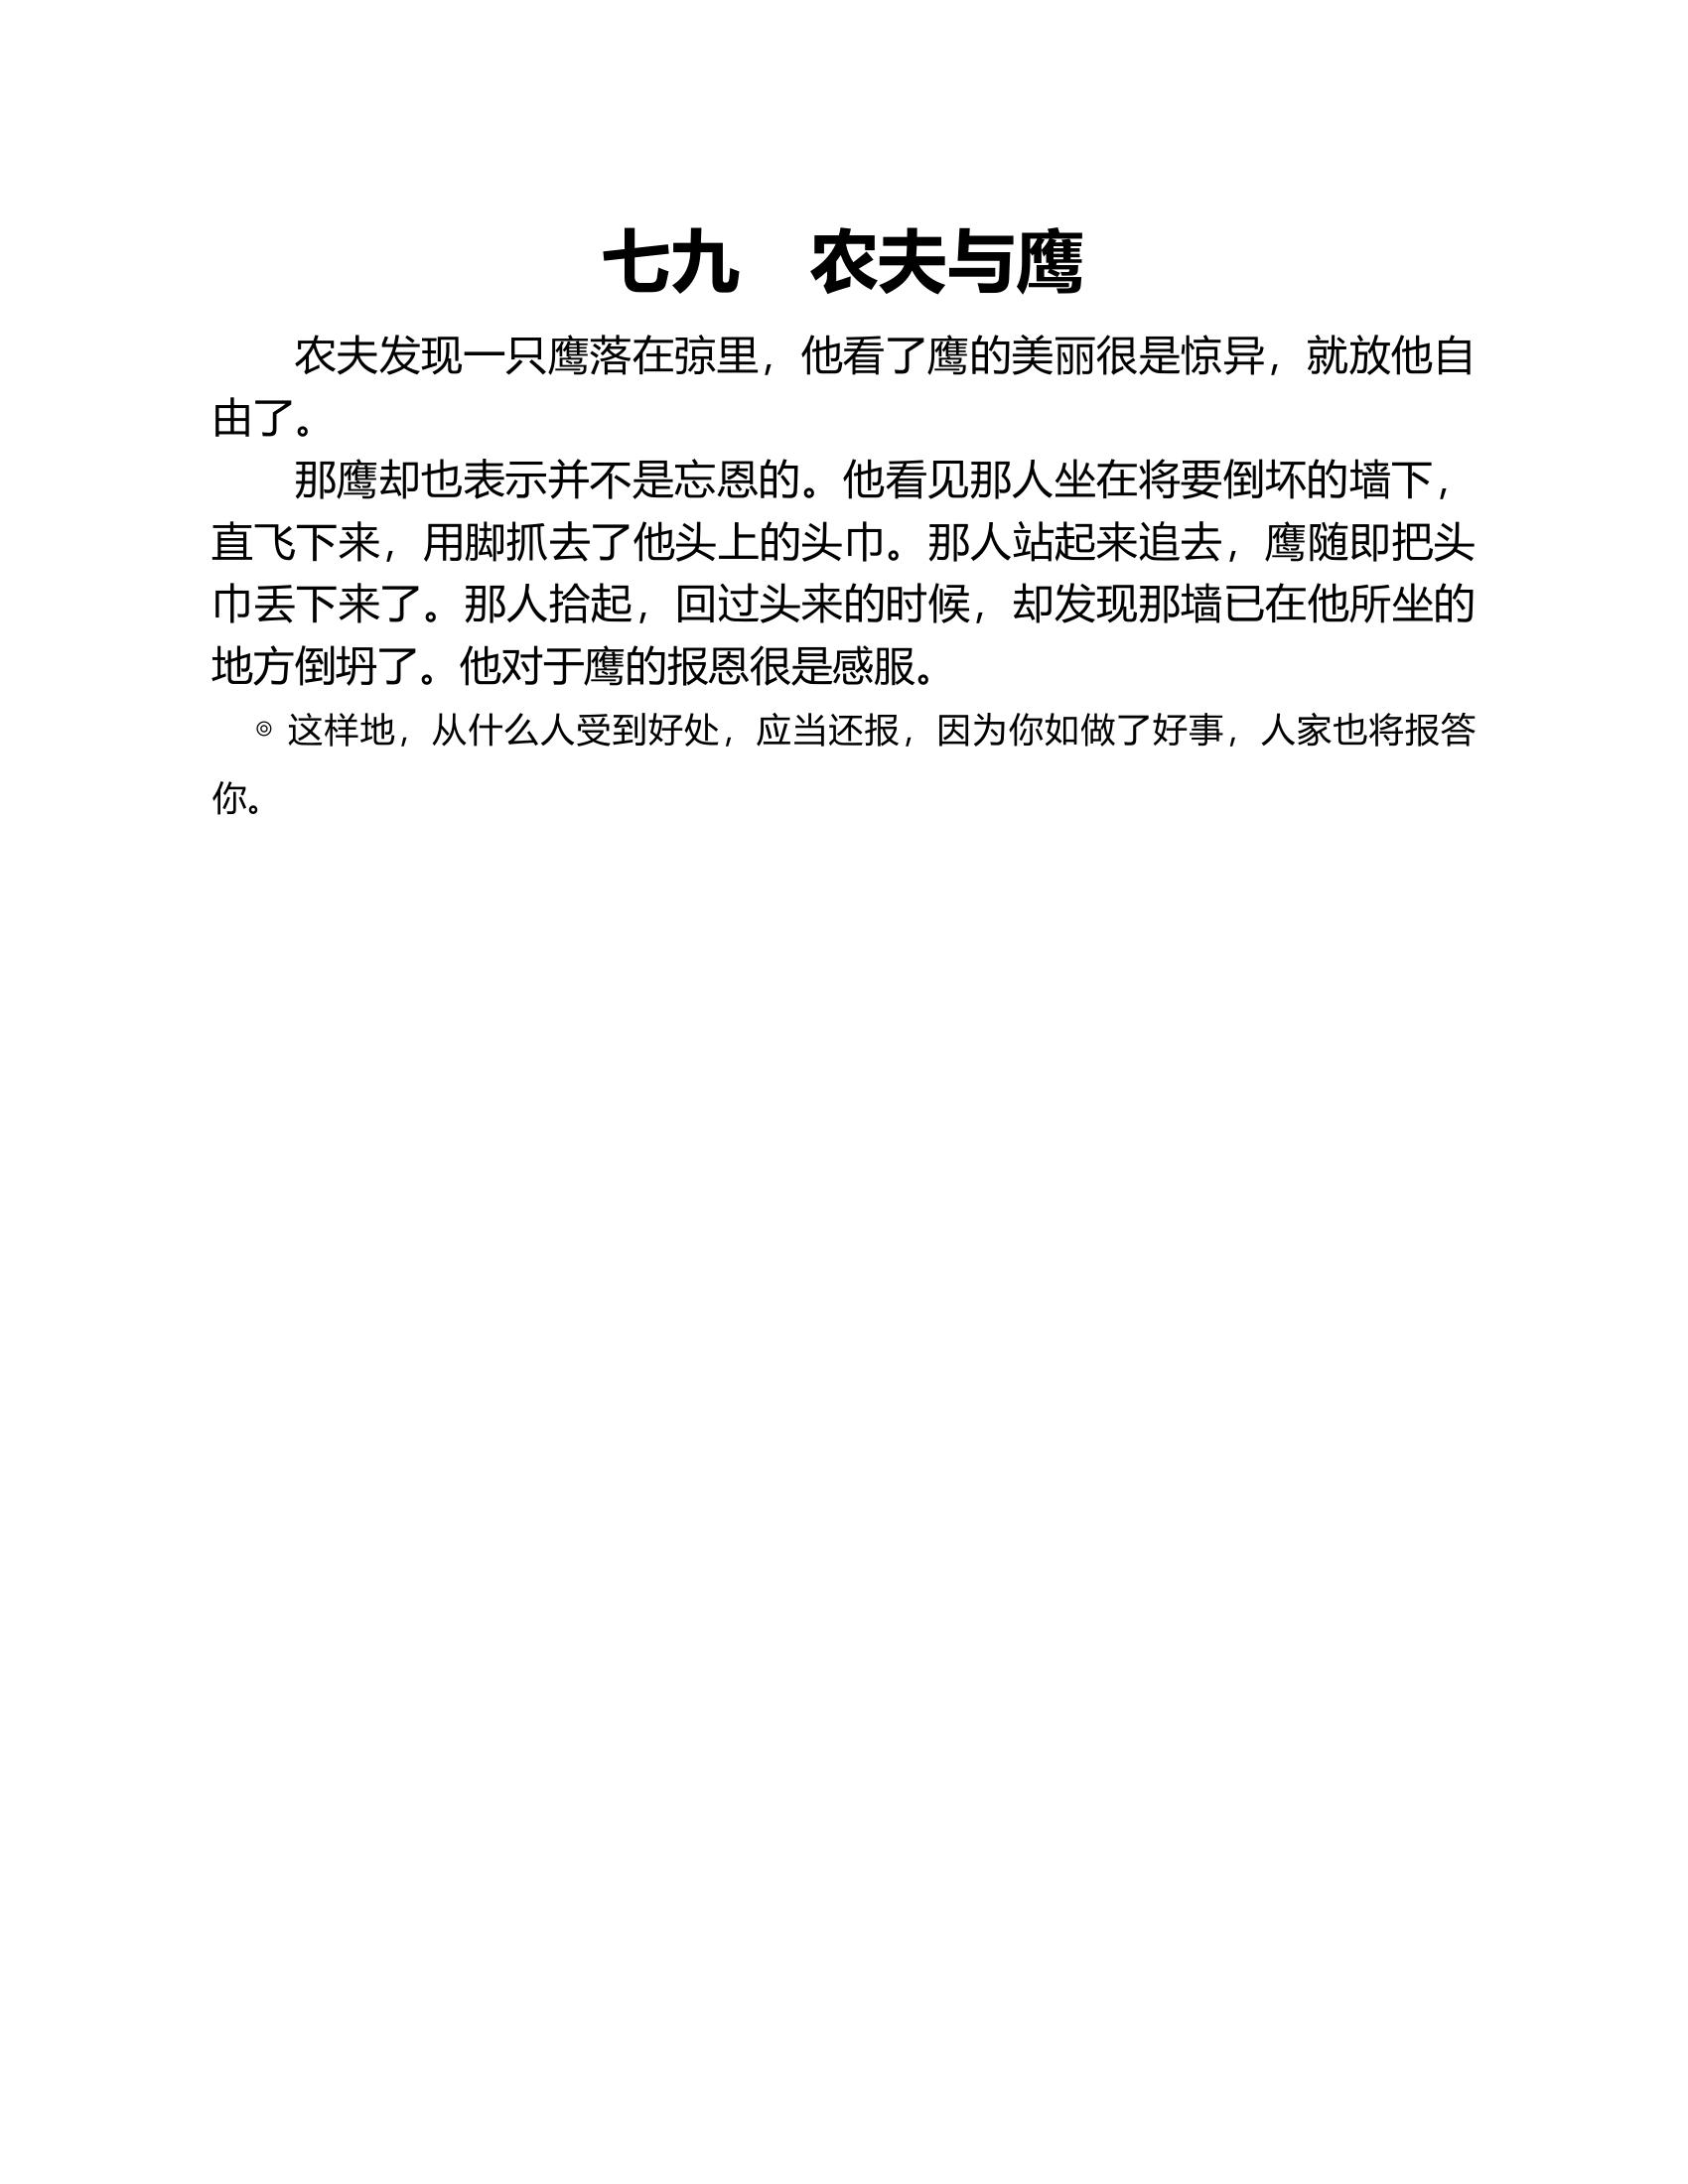 七九　农夫与鹰
农夫发现一只鹰落在弶里，他看了鹰的美丽很是惊异，就放他自
由了。
那鹰却也表示并不是忘恩的。他看见那人坐在将要倒坏的墙下，
直飞下来，用脚抓去了他头上的头巾。那人站起来追去，鹰随即把头
巾丢下来了。那人拾起，回过头来的时候，却发现那墙已在他所坐的
地方倒坍了。他对于鹰的报恩很是感服。
◎ 这样地，从什么人受到好处，应当还报，因为你如做了好事，人家也将报答
你。